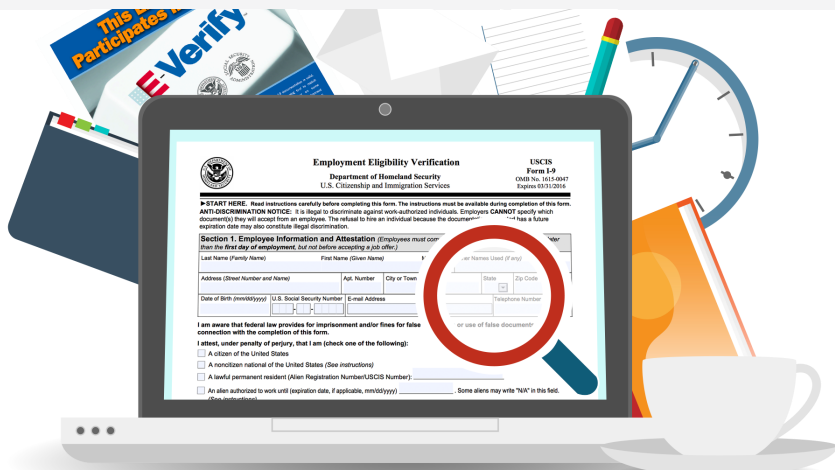 This
Participates
E-Verify
Employment Eligibility Verification
Department of Homeland Security
U.S. Citizenship and Immigration Services
USCIS
Form I-9
OMB No. 1615-0047
Expires 03/31/2016
►START HERE. Read instructions carefully before completing this form. The instructions must be available during completion of this form.
ANTI-DISCRIMINATION NOTICE: It is illegal to discriminate against work-authorized individuals. Employers CANNOT specify which
document(s) they will accept from an employee. The refusal to hire an individual because the has a future
expiration date may also constitute illegal discrimination.
Section 1. Employee Information and Attestation (Employees must
than the first day of employment, but not before accepting a job offer.)
Last Name (Family Name) First Name (Given Name) Names Used (if any)
Address (Street Number and Name) Apt. Number City or Town State Zip Code
Date of Birth (mm/dd/yyyy) U.S. Social Security Number E-mail Address Telephone Number
I am aware that federal law provides for imprisonment and/or fines for false or use of false
connection with the completion of this form.
I attest, under penalty of perjury, that I am (check one of the following):
A citizen of the United States
A noncitizen national of the United States (See instructions)
A lawful permanent resident (Alien Registration Number/USCIS Number):
An alien authorized to work until (expiration date, if applicable, mm/dd/yyyy) . Some aliens may write "N/A" in this field.
(See instructions)